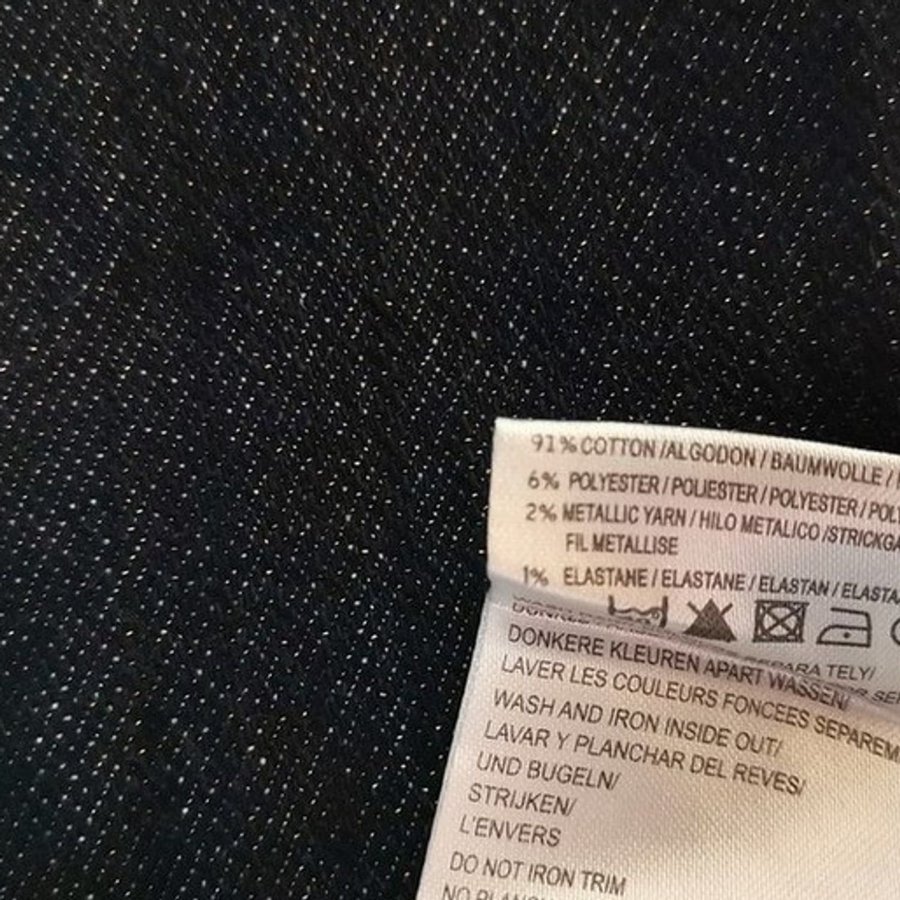 91% COTTON /ALGODON / BAUMWOLLE /
6% POLYESTER / POLIESTER / POLYESTER /
2% METALLIC YARN / HILO METALICO /
FIL METALLISE
1% ELASTANE / ELASTANE / ELASTAN /
DONKERE KLEUREN APART WASSEN/
LAVER LES COULEURS FONCEES
WASH AND IRON INSIDE OUT/
LAVAR Y PLANCHAR DEL REVES/
UND BUGELN/
STRIJKEN/
L'ENVERS
DO NOT IRON TRIM
NO